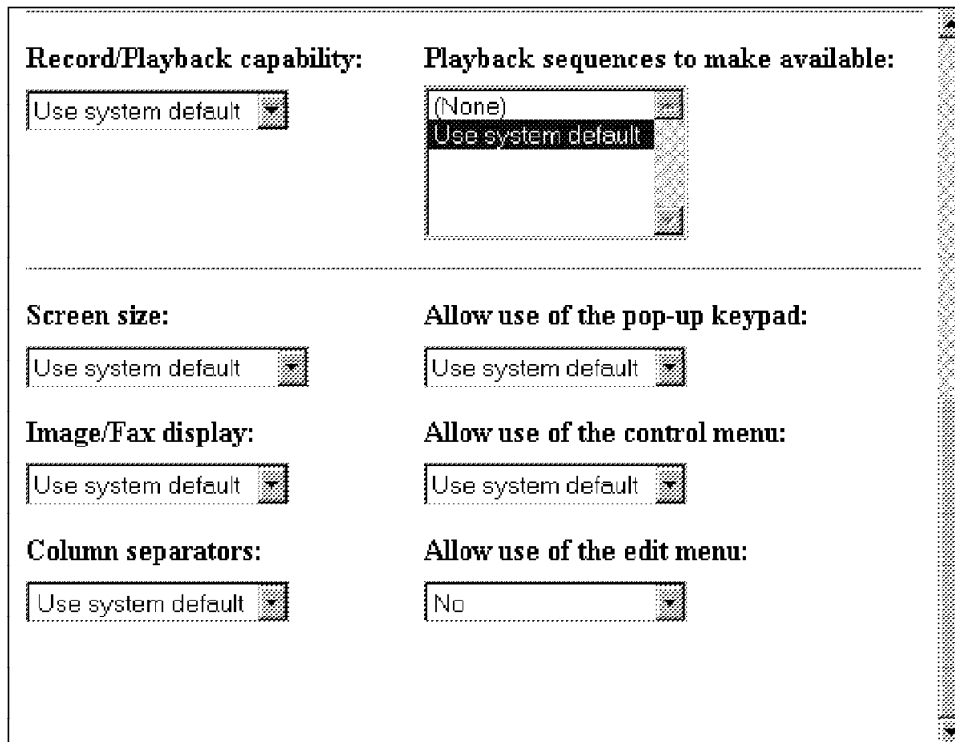 Record/Playback capability:
Use system default
Playback sequences to make available:
(None)
Use system default
Screen size:
Use system default
Allow use of the pop-up keypad:
Use system default
Image/Fax display:
Use system default
Allow use of the control menu:
Use system default
Column separators:
Use system default
Allow use of the edit menu:
No